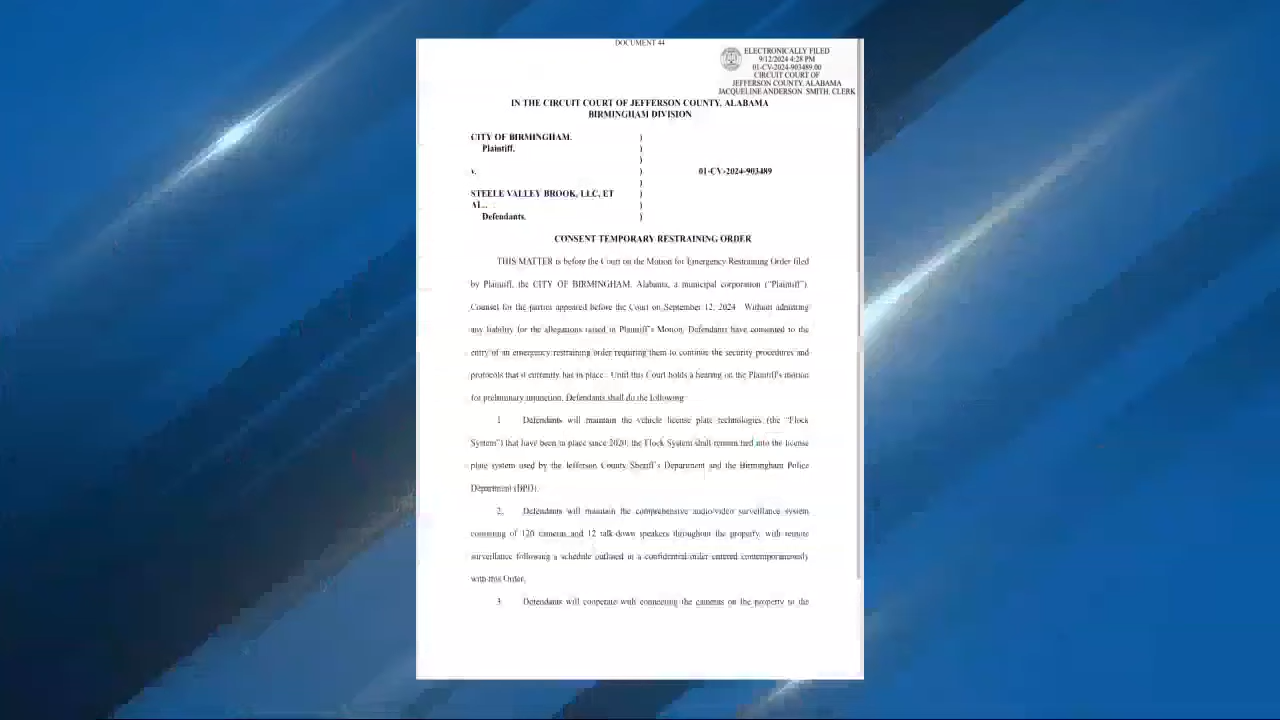 DOCUMENT 44
ELECTRONICALLY FILED
9/12/2024 4:28 PM
01-CV-2024-903489.00
CIRCUIT COURT OF
JEFFERSON COUNTY, ALABAMA
JACQUELINE ANDERSON SMITH, CLERK
IN THE CIRCUIT COURT OF JEFFERSON COUNTY, ALABAMA
BIRMINGHAM DIVISION
CITY OF BIRMINGHAM, )
Plaintiff, )
)
v. ) 01-CV-2024-903489
)
STEELE VALLEY BROOK, LLC, ET )
AL., )
Defendants. )
CONSENT TEMPORARY RESTRAINING ORDER
THIS MATTER is before the Court on the Motion for Emergency Restraining Order filed
by Plaintiff, the CITY OF BIRMINGHAM, Alabama, a municipal corporation ("Plaintiff").
Counsel for the parties appeared before the Court on September 12, 2024. Without admitting
any liability for the allegations raised in Plaintiff's Motion, Defendants have consented to the
entry of an emergency restraining order requiring them to continue the security procedures and
protocols that it currently has in place. Until this Court holds a hearing on the Plaintiff's motion
for preliminary injunction, Defendants shall do the following:
1. Defendants will maintain the vehicle license plate technologies (the "Flock
System") that have been in place since 2020; the Flock System shall remain tied into the license
plate system used by the Jefferson County Sheriff's Department and the Birmingham Police
Department (BPD).
2. Defendants will maintain the comprehensive audio/video surveillance system
consisting of 126 cameras and 12 talk-down speakers throughout the property, with remote
surveillance following a schedule outlined in a confidential order entered contemporaneously
with this Order.
3. Defendants will cooperate with connecting the cameras on the property to the